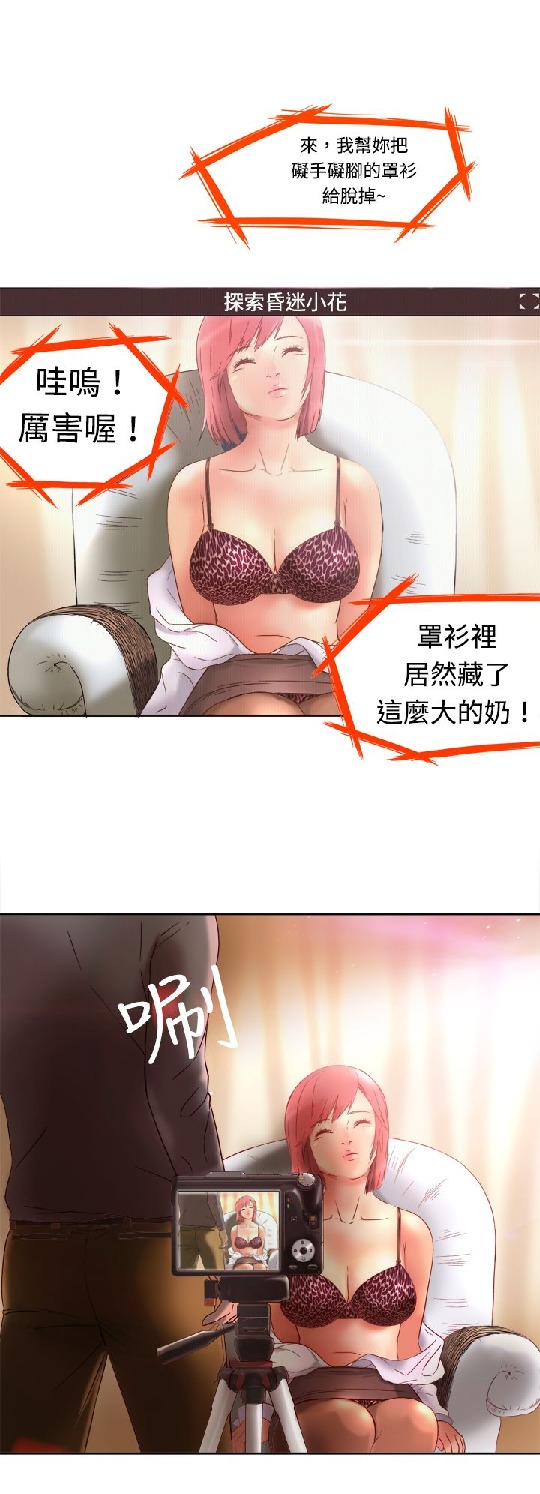 來，我幫妳把
礙手礙腳的罩衫
給脫掉~
探索昏迷小花
哇嗚！
厲害喔！
罩衫裡
居然藏了
這麼大的奶！
唰